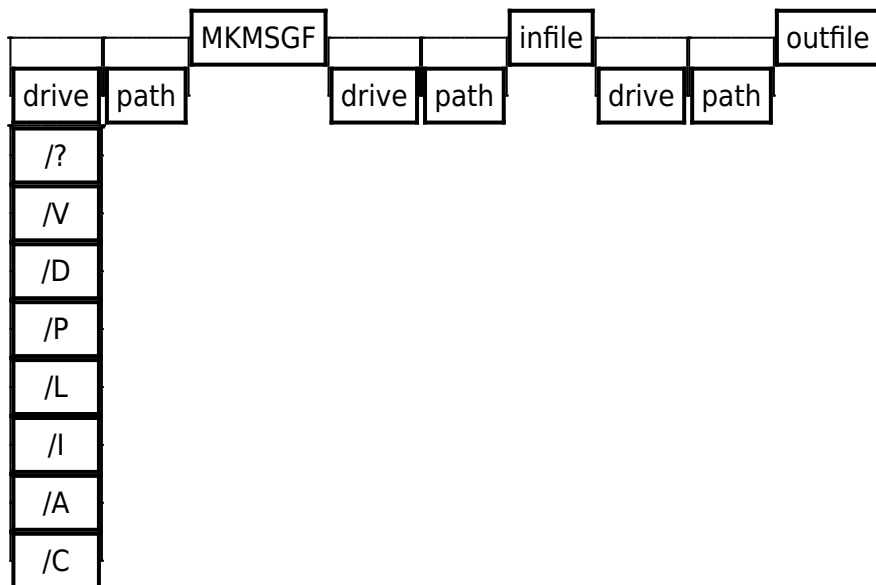 MKMSGF infile outfile
drive path drive path drive path
/?
/V
/D
/P
/L
/I
/A
/C